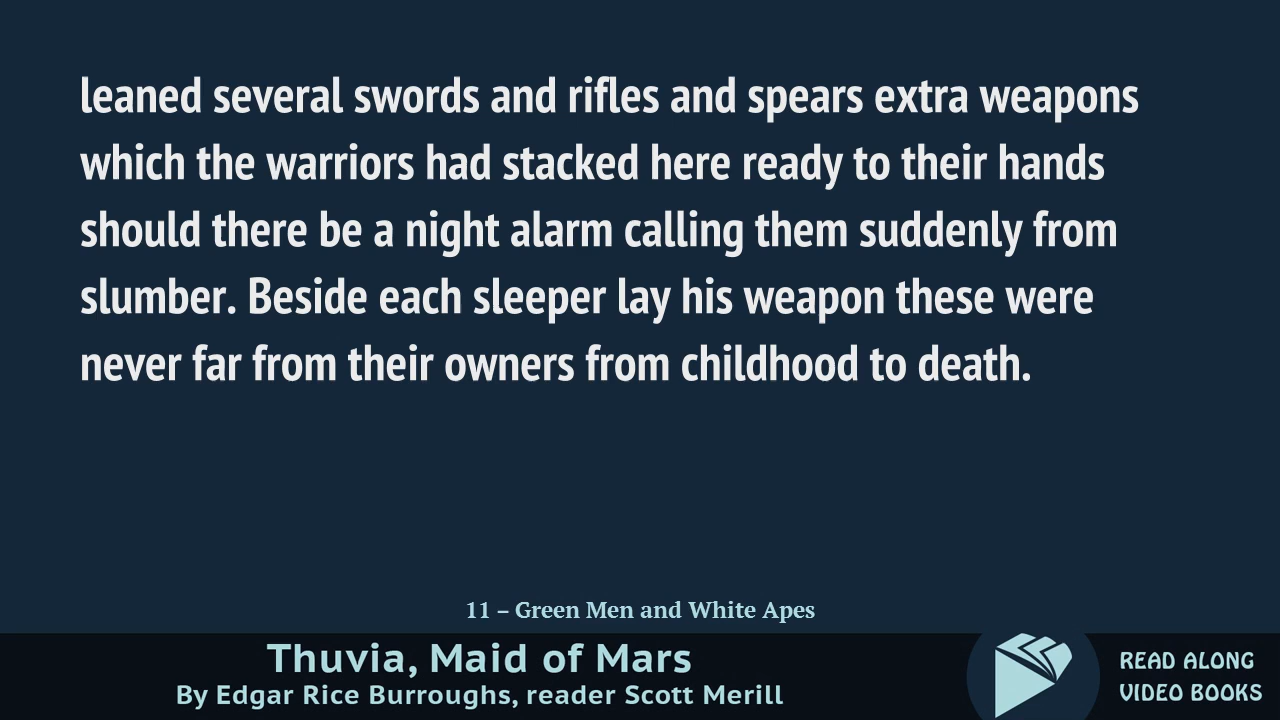 leaned several swords and rifles and spears extra weapons
which the warriors had stacked here ready to their hands
should there be a night alarm calling them suddenly from
slumber. Beside each sleeper lay his weapon these were
never far from their owners from childhood to death.
11 – Green Men and White Apes
Thuvia, Maid of Mars
By Edgar Rice Burroughs, reader Scott Merill
READ ALONG
VIDEO BOOKS